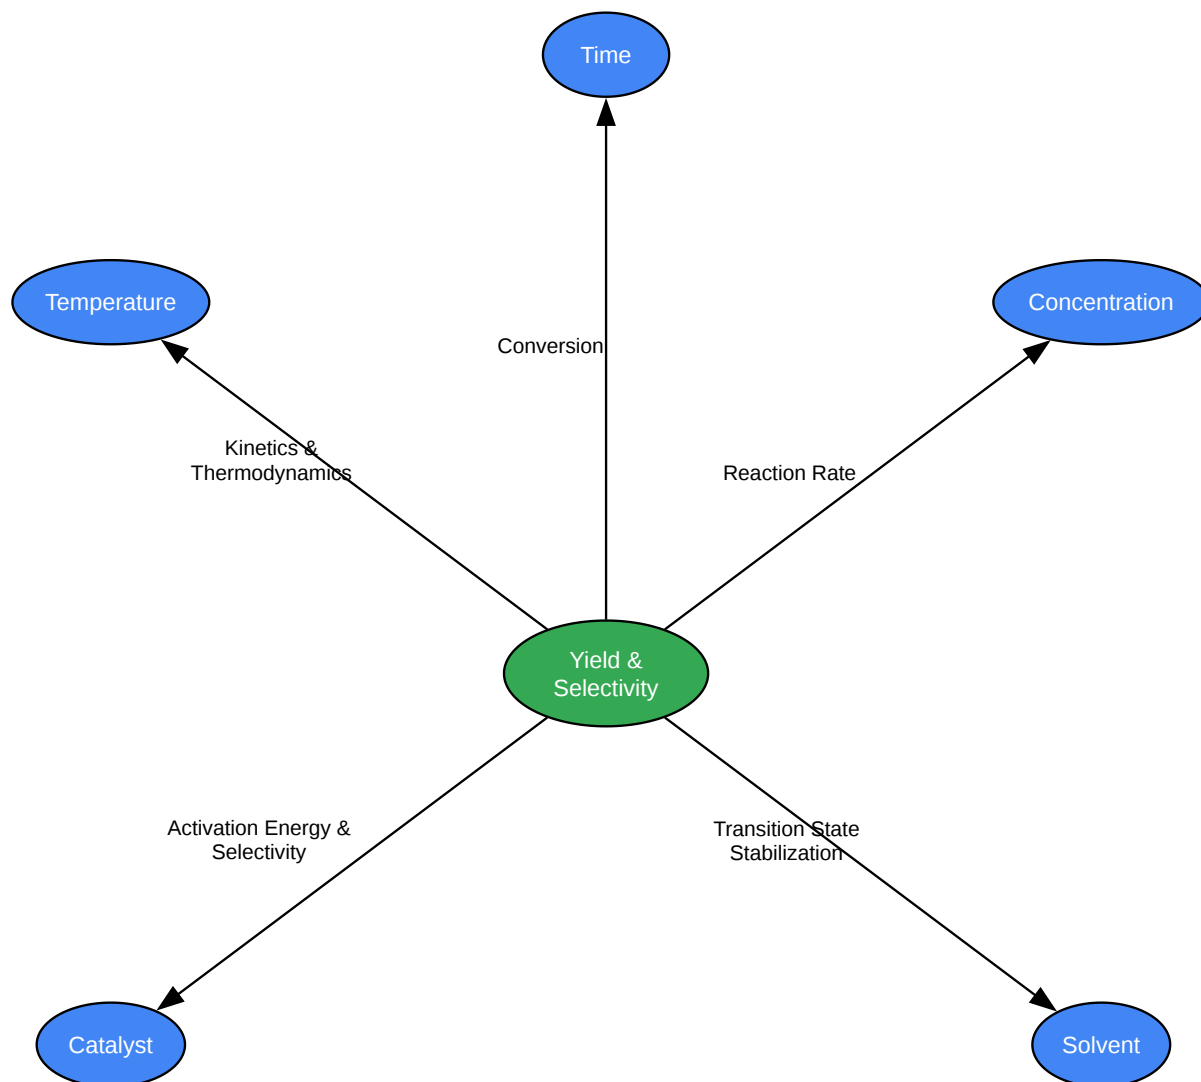 Time
Temperature
Concentration
Conversion
Kinetics &
Thermodynamics
Reaction Rate
Yield &
Selectivity
Activation Energy &
Selectivity
Transition State
Stabilization
Catalyst
Solvent